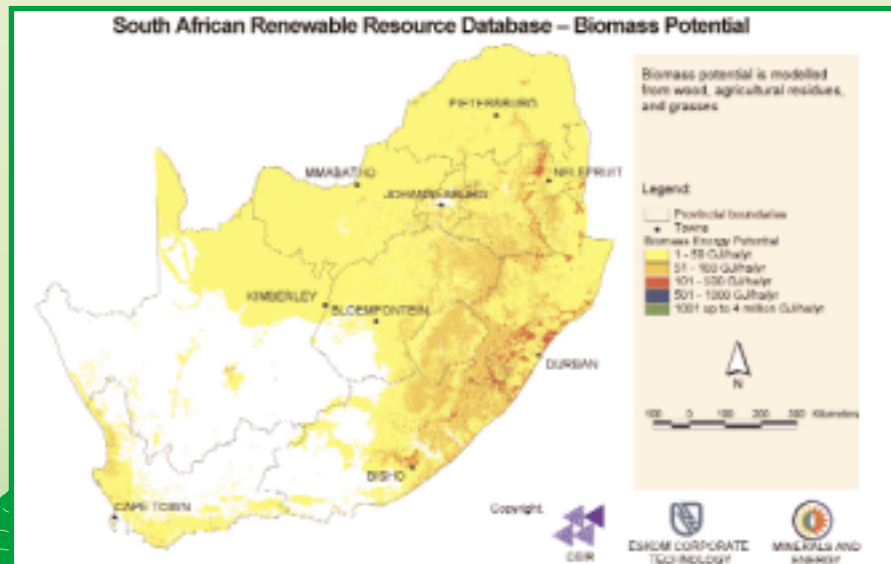 South African Renewable Resource Database – Biomass Potential
Biomass potential is modelled
from wood, agricultural residues,
and grasses
Legend:
Provincial boundaries
Towns
Biomass Energy Potential
1 - 50 GJ/ha/yr
51 - 100 GJ/ha/yr
101 - 500 GJ/ha/yr
501 - 1000 GJ/ha/yr
1001 up to 4 million GJ/ha/yr
N
100 0 100 200 300 Kilometers
PIETERSBURG
MMABATHO
NELSPRUIT
JOHANNESBURG
KIMBERLEY
BLOEMFONTEIN
DURBAN
BISHO
CAPE TOWN
Copyright:
CSIR
ESKOM CORPORATE
TECHNOLOGY
MINERALS AND
ENERGY